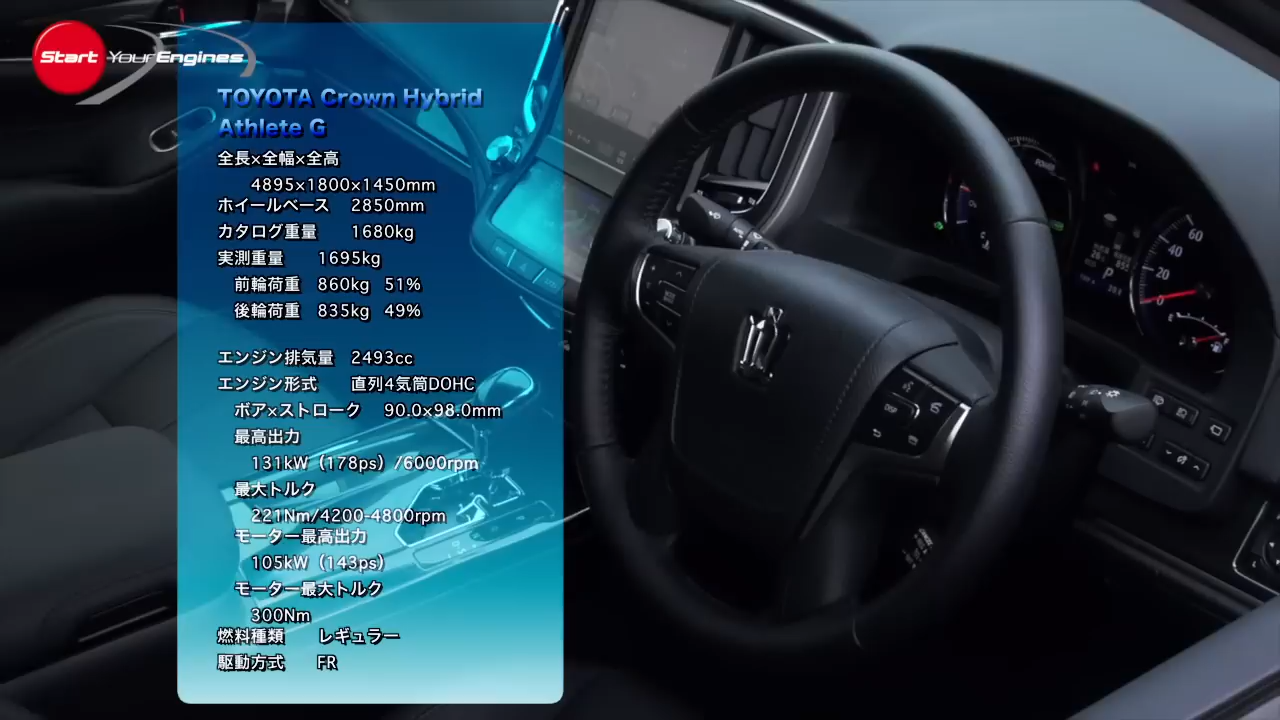 Start YourEngines
TOYOTA Crown Hybrid
Athlete G
全長×全幅×全高
4895×1800×1450mm
ホイールベース 2850mm
カタログ重量 1680kg
実測重量 1695kg
前輪荷重 860kg 51%
後輪荷重 835kg 49%
エンジン排気量 2493cc
エンジン形式 直列4気筒DOHC
ボア×ストローク 90.0×98.0mm
最高出力
131kW（178ps）/6000rpm
最大トルク
221Nm/4200-4800rpm
モーター最高出力
105kW（143ps）
モーター最大トルク
300Nm
燃料種類 レギュラー
駆動方式 FR
POWER
P
60
40
20
0